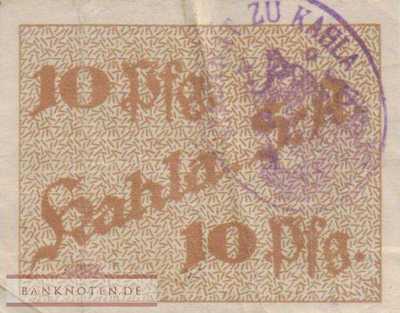 ZU KAHLA
10 Pfg.
Kahla S.A.
10 Pfg.
BANKNOTEN.DE